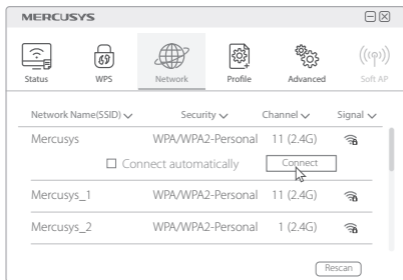 MERCUSYS
Status WPS Network Profile Advanced Soft AP
Network Name(SSID) Security Channel Signal
Mercusys WPA/WPA2-Personal 11 (2.4G)
Connect automatically Connect
Mercusys_1 WPA/WPA2-Personal 11 (2.4G)
Mercusys_2 WPA/WPA2-Personal 1 (2.4G)
Rescan